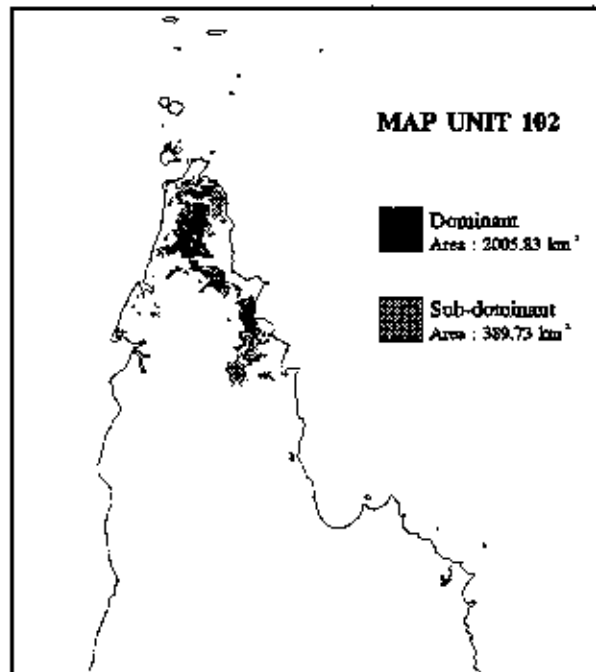 MAP UNIT 102
Dominant
Area : 2005.83 km²
Sub-dominant
Area : 389.73 km²